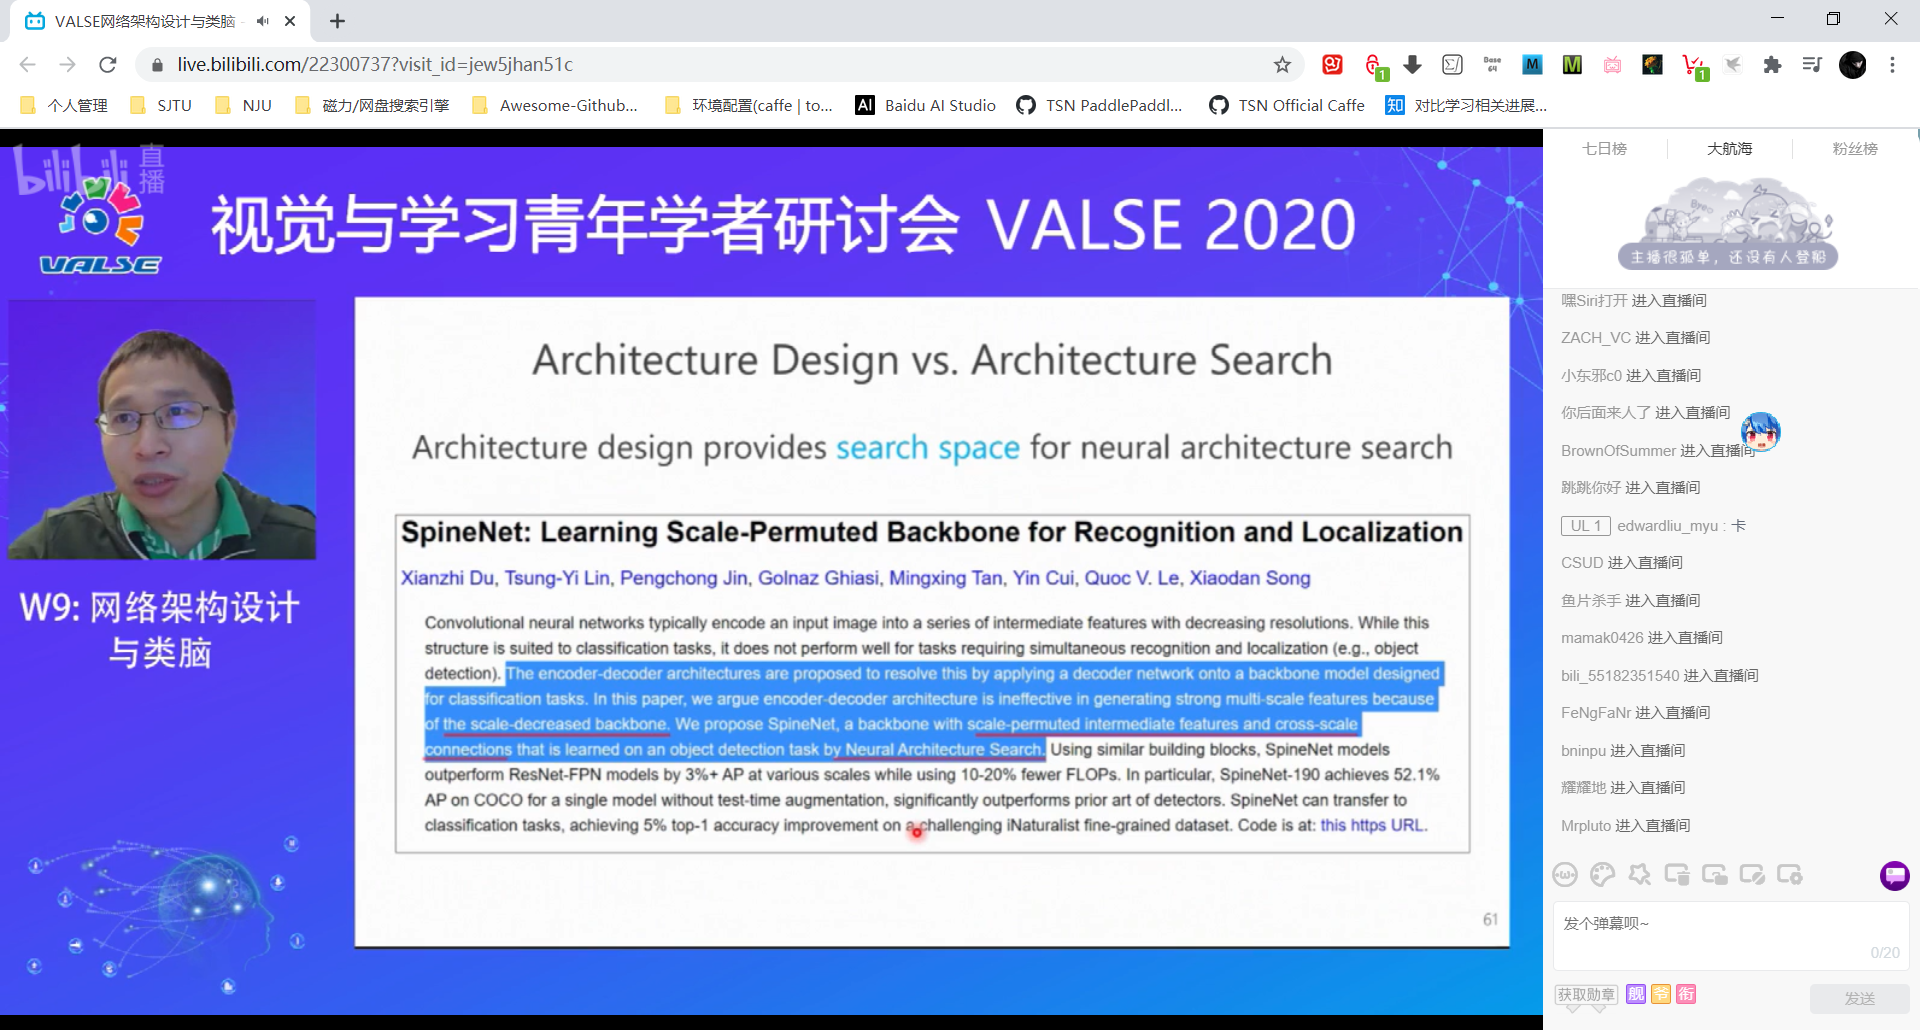 VALSE网络架构设计与类脑
live.bilibili.com/22300737?visit_id=jew5jhan51c
1
Base 64
M
M
1
个人管理
SJTU
NJU
磁力/网盘搜索引擎
Awesome-Github...
环境配置(caffe | to...
AI Baidu AI Studio
TSN PaddlePaddl...
TSN Official Caffe
知 对比学习相关进展...
bilibili 直播
VALSE
视觉与学习青年学者研讨会 VALSE 2020
W9: 网络架构设计
与类脑
Architecture Design vs. Architecture Search
Architecture design provides search space for neural architecture search
SpineNet: Learning Scale-Permuted Backbone for Recognition and Localization
Xianzhi Du, Tsung-Yi Lin, Pengchong Jin, Golnaz Ghiasi, Mingxing Tan, Yin Cui, Quoc V. Le, Xiaodan Song
Convolutional neural networks typically encode an input image into a series of intermediate features with decreasing resolutions. While this
structure is suited to classification tasks, it does not perform well for tasks requiring simultaneous recognition and localization (e.g., object
detection). The encoder-decoder architectures are proposed to resolve this by applying a decoder network onto a backbone model designed
for classification tasks. In this paper, we argue encoder-decoder architecture is ineffective in generating strong multi-scale features because
of the scale-decreased backbone. We propose SpineNet, a backbone with scale-permuted intermediate features and cross-scale
connections that is learned on an object detection task by Neural Architecture Search. Using similar building blocks, SpineNet models
outperform ResNet-FPN models by 3%+ AP at various scales while using 10-20% fewer FLOPs. In particular, SpineNet-190 achieves 52.1%
AP on COCO for a single model without test-time augmentation, significantly outperforms prior art of detectors. SpineNet can transfer to
classification tasks, achieving 5% top-1 accuracy improvement on a challenging iNaturalist fine-grained dataset. Code is at: this https URL.
61
七日榜
大航海
粉丝榜
主播很孤单，还没有人登船
嘿Siri打开 进入直播间
ZACH_VC 进入直播间
小东邪c0 进入直播间
你后面来人了 进入直播间
BrownOfSummer 进入直播间
跳跳你好 进入直播间
UL 1 edwardliu_myu : 卡
CSUD 进入直播间
鱼片杀手 进入直播间
mamak0426 进入直播间
bili_55182351540 进入直播间
FeNgFaNr 进入直播间
bninpu 进入直播间
耀耀地 进入直播间
Mrpluto 进入直播间
发个弹幕呗~
0/20
获取勋章
舰
爷
衔
发送